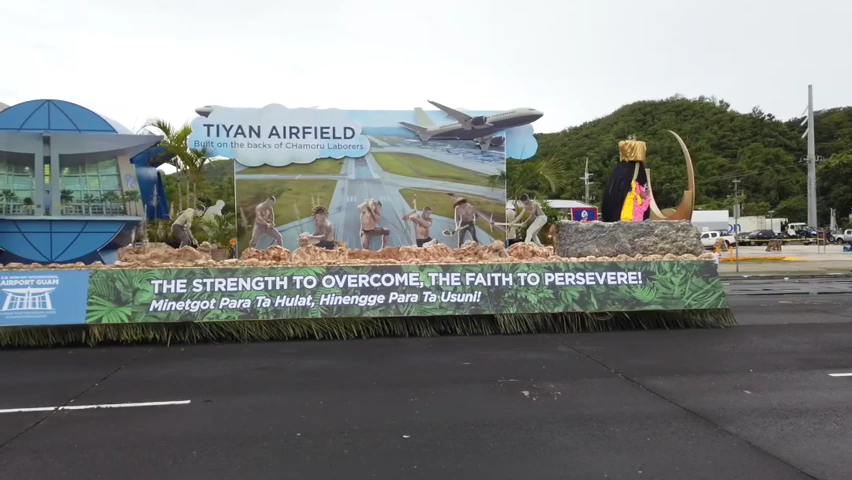 TIYAN AIRFIELD
Built on the backs of CHamoru Laborers
THE STRENGTH TO OVERCOME, THE FAITH TO PERSEVERE!
Minetgot Para Ta Hulat, Hinengge Para Ta Usuni!
AIRPORT GUAM